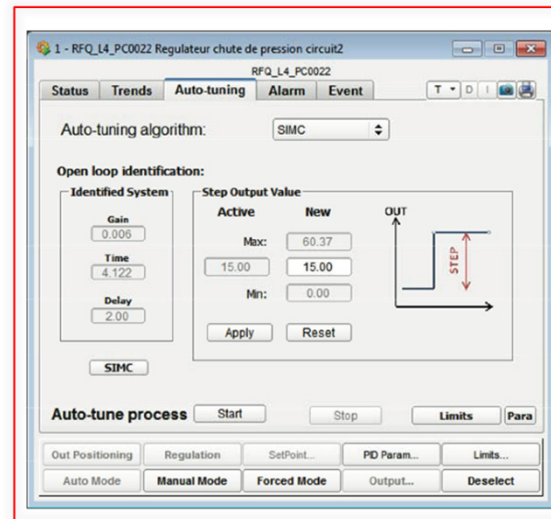 1 - RFQ_L4_PC0022 Regulateur chute de pression circuit2
RFQ_L4_PC0022
Status Trends Auto-tuning Alarm Event T D I
Auto-tuning algorithm: SIMC
Open loop identification:
Identified System Step Output Value
Active New OUT
Gain
0.006
Max: 60.37
Time
15.00 15.00 STEP
4.122
Min: 0.00
Delay
2.00
Apply Reset
SIMC
Auto-tune process Start Stop Limits Para
Out Positioning Regulation SetPoint... PID Param... Limits...
Auto Mode Manual Mode Forced Mode Output... Deselect